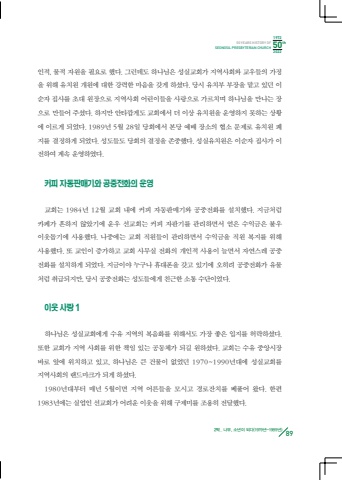 1972
50 YEARS HISTORY OF
SEONGSIL PRESBYTERIAN CHURCH
50th
2022
인적, 물적 자원을 필요로 했다. 그런데도 하나님은 성실교회가 지역사회와 교우들의 가정
을 위해 유치원 개원에 대한 강력한 마음을 갖게 하셨다. 당시 유치부 부장을 맡고 있던 이
순자 집사를 초대 원장으로 지역사회 어린이들을 사랑으로 가르치며 하나님을 만나는 장
으로 만들어 주셨다. 하지만 안타깝게도 교회에서 더 이상 유치원을 운영하지 못하는 상황
에 이르게 되었다. 1989년 5월 28일 당회에서 본당 예배 장소의 협소 문제로 유치원 폐
지를 결정하게 되었다. 성도들도 당회의 결정을 존중했다. 성실유치원은 이순자 집사가 이
전하여 계속 운영하였다.
커피 자동판매기와 공중전화의 운영
교회는 1984년 12월 교회 내에 커피 자동판매기와 공중전화를 설치했다. 지금처럼
카페가 흔하지 않았기에 운우 선교회는 커피 자판기를 관리하면서 얻은 수익금은 불우
이웃돕기에 사용했다. 나중에는 교회 직원들이 관리하면서 수익금을 직원 복지를 위해
사용했다. 또 교인이 증가하고 교회 사무실 전화의 개인적 사용이 늘면서 자연스레 공중
전화를 설치하게 되었다. 지금이야 누구나 휴대폰을 갖고 있기에 오히려 공중전화가 유물
처럼 취급되지만, 당시 공중전화는 성도들에게 친근한 소통 수단이었다.
이웃 사랑 1
하나님은 성실교회에게 수유 지역의 복음화를 위해서도 가장 좋은 입지를 허락하셨다.
또한 교회가 지역 사회를 위한 책임 있는 공동체가 되길 원하셨다. 교회는 수유 중앙시장
바로 앞에 위치하고 있고, 하나님은 큰 건물이 없었던 1970~1990년대에 성실교회를
지역사회의 랜드마크가 되게 하셨다.
1980년대부터 매년 5월이면 지역 어른들을 모시고 경로잔치를 베풀어 왔다. 한편
1983년에는 실업인 선교회가 어려운 이웃을 위해 구제미를 조용히 전달했다.
89